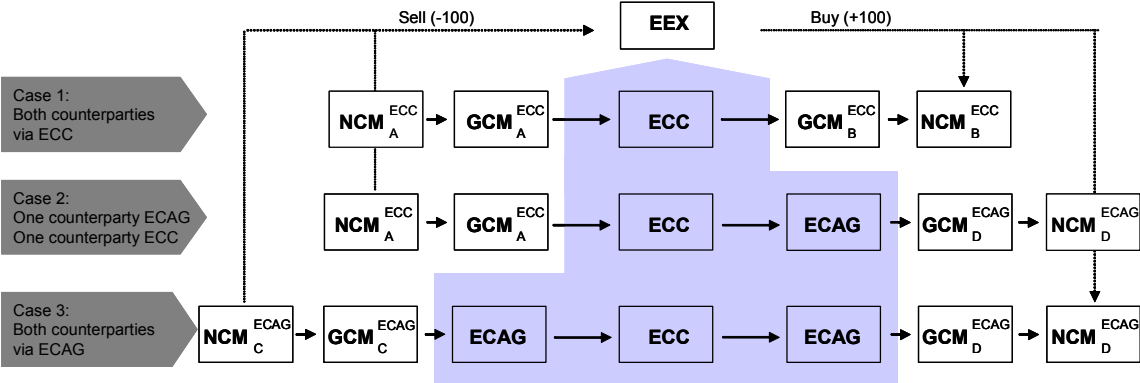 Sell (-100)
EEX
Buy (+100)
Case 1:
Both counterparties
via ECC
NCM ECC A
GCM ECC A
ECC
GCM ECC B
NCM ECC B
Case 2:
One counterparty ECAG
One counterparty ECC
NCM ECC A
GCM ECC A
ECC
ECAG
GCM ECAG D
NCM ECAG D
Case 3:
Both counterparties
via ECAG
NCM ECAG C
GCM ECAG C
ECAG
ECC
ECAG
GCM ECAG D
NCM ECAG D